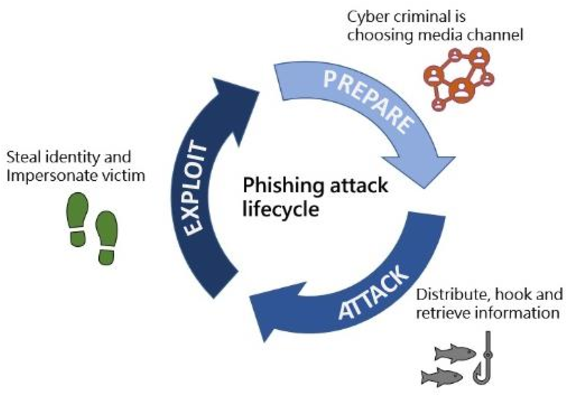 Cyber criminal is
choosing media channel
PREPARE
Steal identity and
Impersonate victim
EXPLOIT
Phishing attack
lifecycle
ATTACK
Distribute, hook and
retrieve information